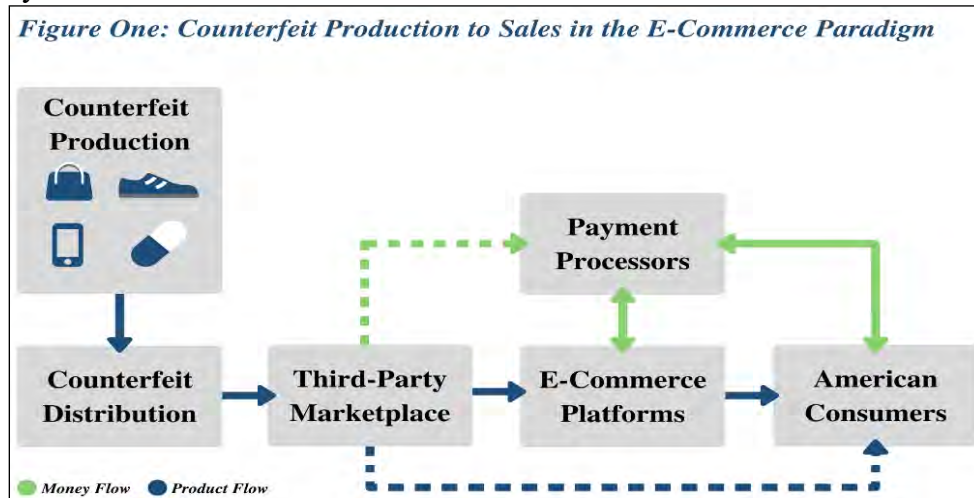 Figure One: Counterfeit Production to Sales in the E-Commerce Paradigm
Counterfeit
Production
Payment
Processors
Counterfeit
Distribution
Third-Party
Marketplace
E-Commerce
Platforms
American
Consumers
Money Flow
Product Flow